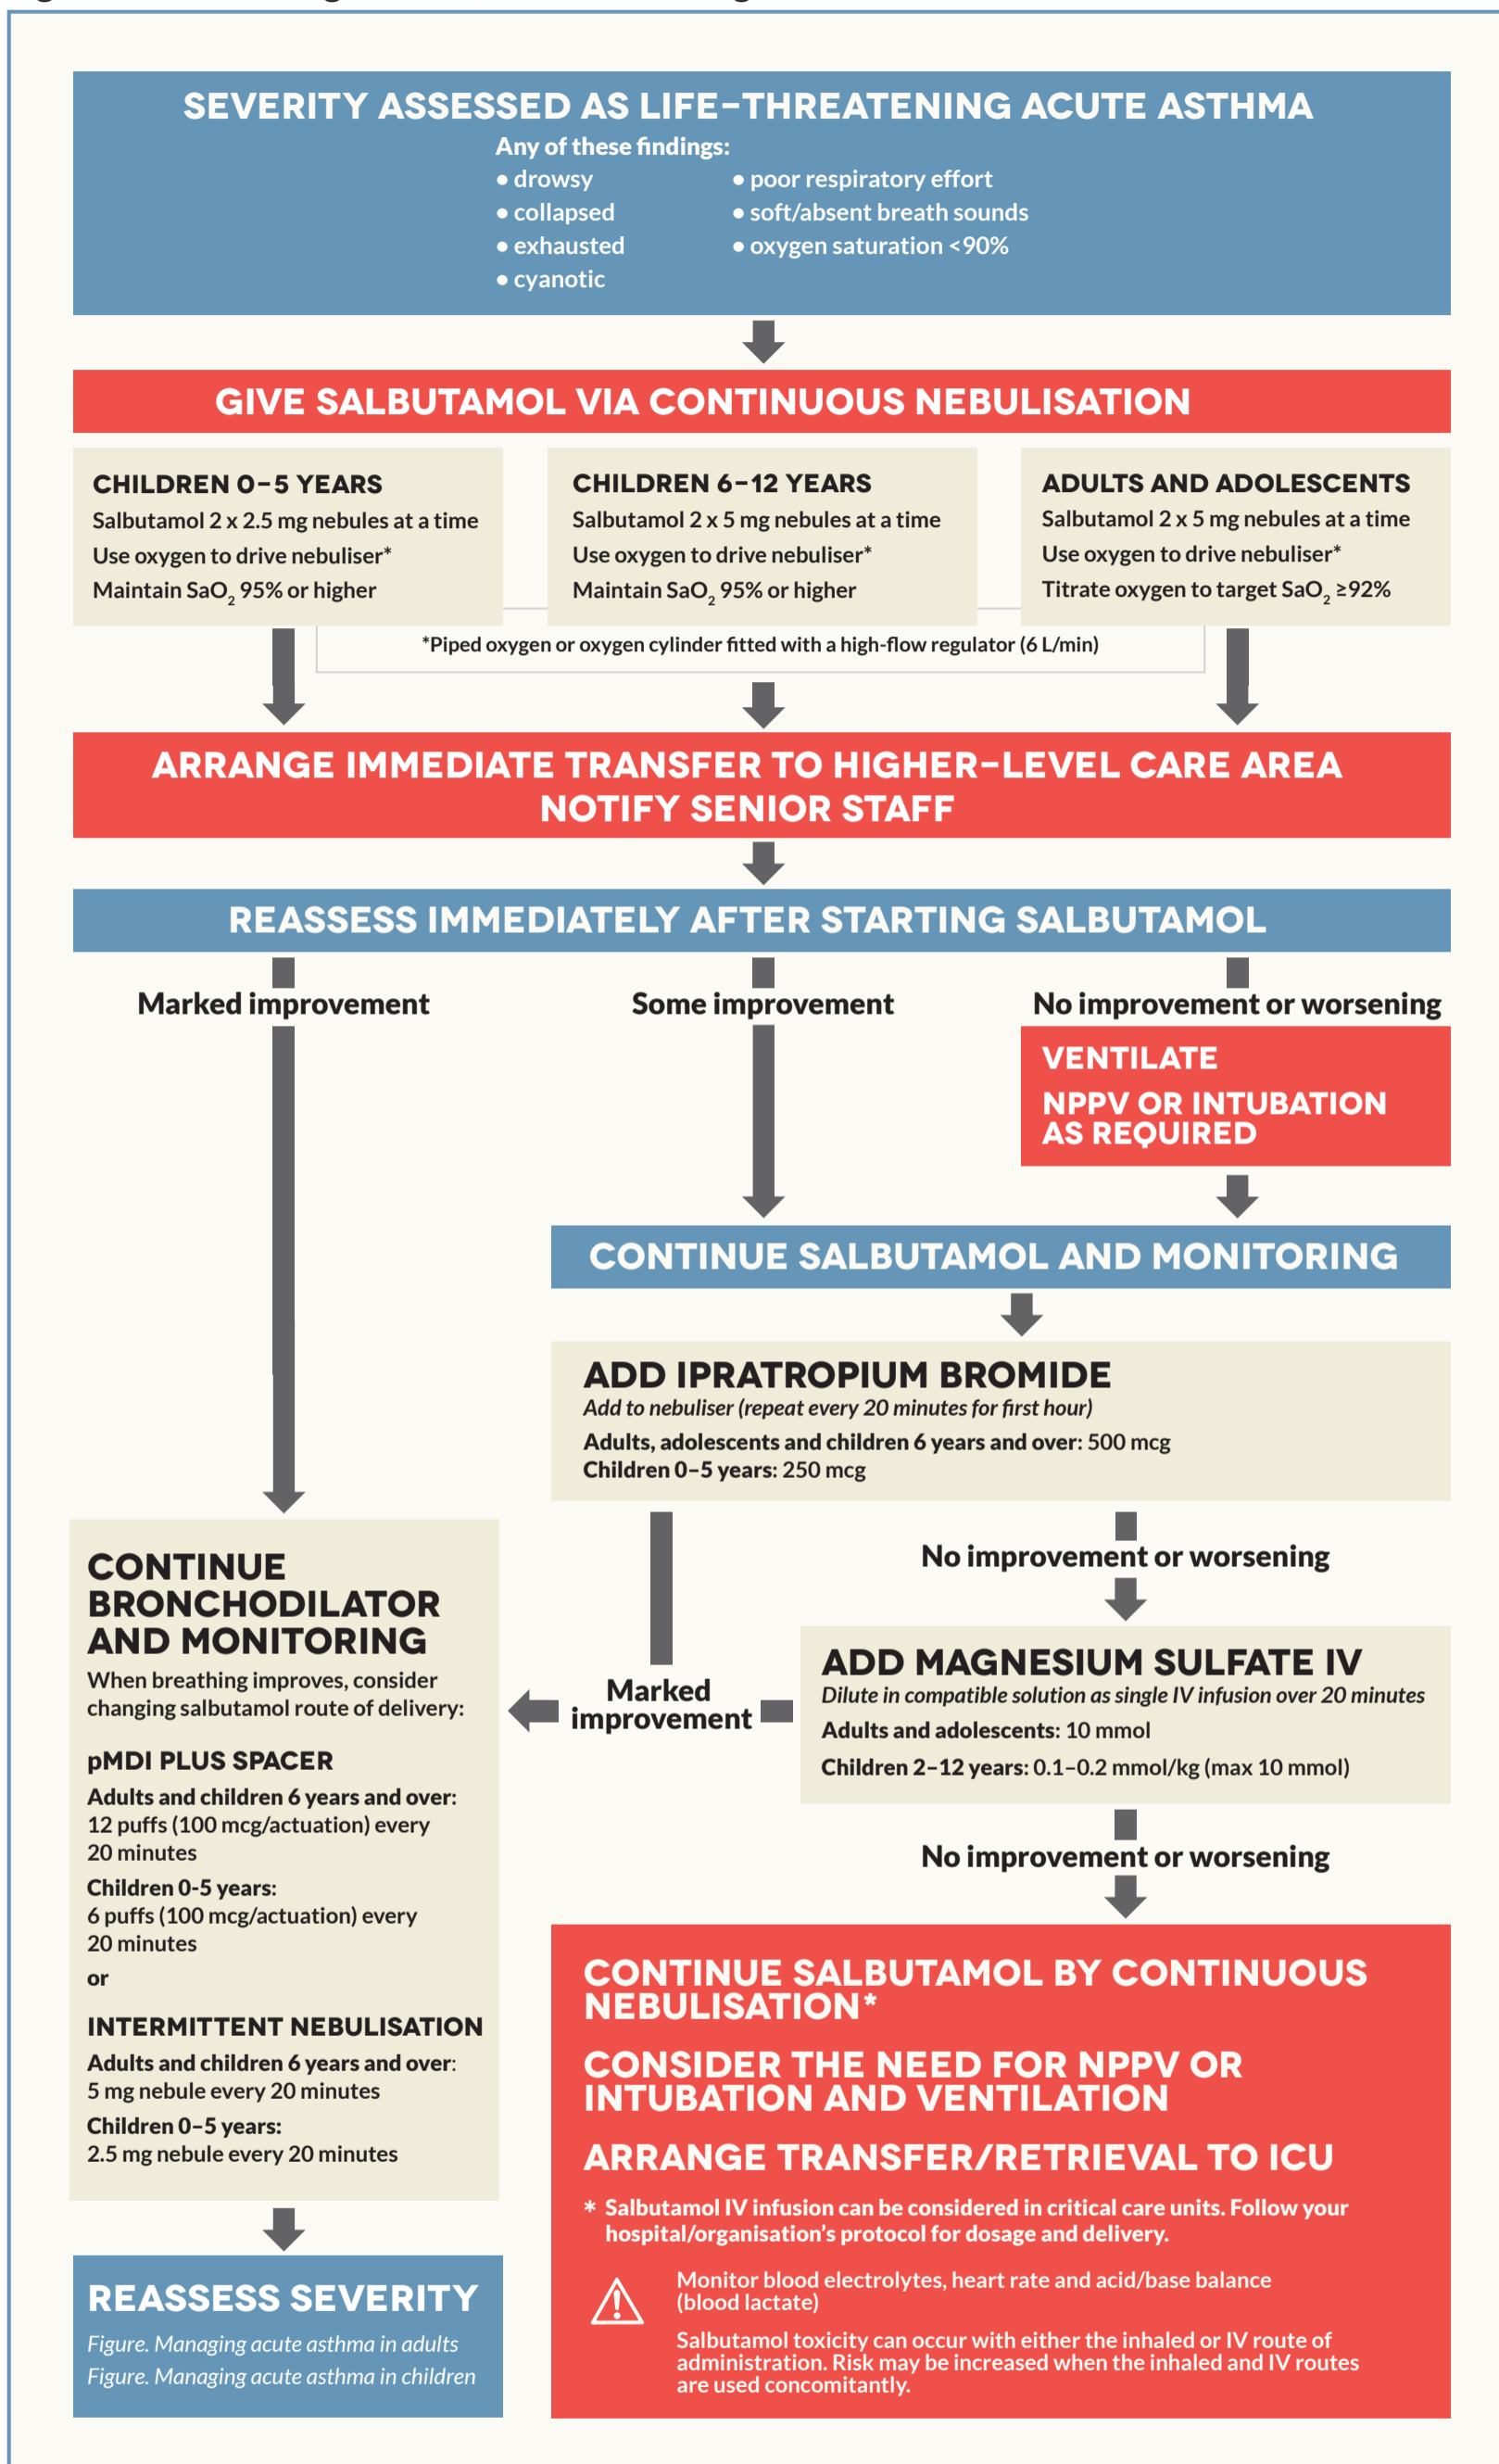 SEVERITY ASSESSED AS LIFE-THREATENING ACUTE ASTHMA
Any of these findings:
• drowsy
• collapsed
• exhausted
• cyanotic
• poor respiratory effort
• soft/absent breath sounds
• oxygen saturation <90%
GIVE SALBUTAMOL VIA CONTINUOUS NEBULISATION
CHILDREN 0-5 YEARS
Salbutamol 2 x 2.5 mg nebules at a time
Use oxygen to drive nebuliser*
Maintain SaO2 95% or higher
CHILDREN 6-12 YEARS
Salbutamol 2 x 5 mg nebules at a time
Use oxygen to drive nebuliser*
Maintain SaO2 95% or higher
ADULTS AND ADOLESCENTS
Salbutamol 2 x 5 mg nebules at a time
Use oxygen to drive nebuliser*
Titrate oxygen to target SaO2 ≥92%
*Piped oxygen or oxygen cylinder fitted with a high-flow regulator (6 L/min)
ARRANGE IMMEDIATE TRANSFER TO HIGHER-LEVEL CARE AREA
NOTIFY SENIOR STAFF
REASSESS IMMEDIATELY AFTER STARTING SALBUTAMOL
Marked improvement
Some improvement
No improvement or worsening
VENTILATE
NPPV OR INTUBATION
AS REQUIRED
CONTINUE SALBUTAMOL AND MONITORING
ADD IPRATROPIUM BROMIDE
Add to nebuliser (repeat every 20 minutes for first hour)
Adults, adolescents and children 6 years and over: 500 mcg
Children 0–5 years: 250 mcg
No improvement or worsening
Marked
improvement
ADD MAGNESIUM SULFATE IV
Dilute in compatible solution as single IV infusion over 20 minutes
Adults and adolescents: 10 mmol
Children 2–12 years: 0.1–0.2 mmol/kg (max 10 mmol)
No improvement or worsening
CONTINUE
BRONCHODILATOR
AND MONITORING
When breathing improves, consider
changing salbutamol route of delivery:
pMDI PLUS SPACER
Adults and children 6 years and over:
12 puffs (100 mcg/actuation) every
20 minutes
Children 0-5 years:
6 puffs (100 mcg/actuation) every
20 minutes
or
INTERMITTENT NEBULISATION
Adults and children 6 years and over:
5 mg nebule every 20 minutes
Children 0–5 years:
2.5 mg nebule every 20 minutes
REASSESS SEVERITY
Figure. Managing acute asthma in adults
Figure. Managing acute asthma in children
CONTINUE SALBUTAMOL BY CONTINUOUS
NEBULISATION*
CONSIDER THE NEED FOR NPPV OR
INTUBATION AND VENTILATION
ARRANGE TRANSFER/RETRIEVAL TO ICU
* Salbutamol IV infusion can be considered in critical care units. Follow your
hospital/organisation's protocol for dosage and delivery.
Monitor blood electrolytes, heart rate and acid/base balance
(blood lactate)
Salbutamol toxicity can occur with either the inhaled or IV route of
administration. Risk may be increased when the inhaled and IV routes
are used concomitantly.